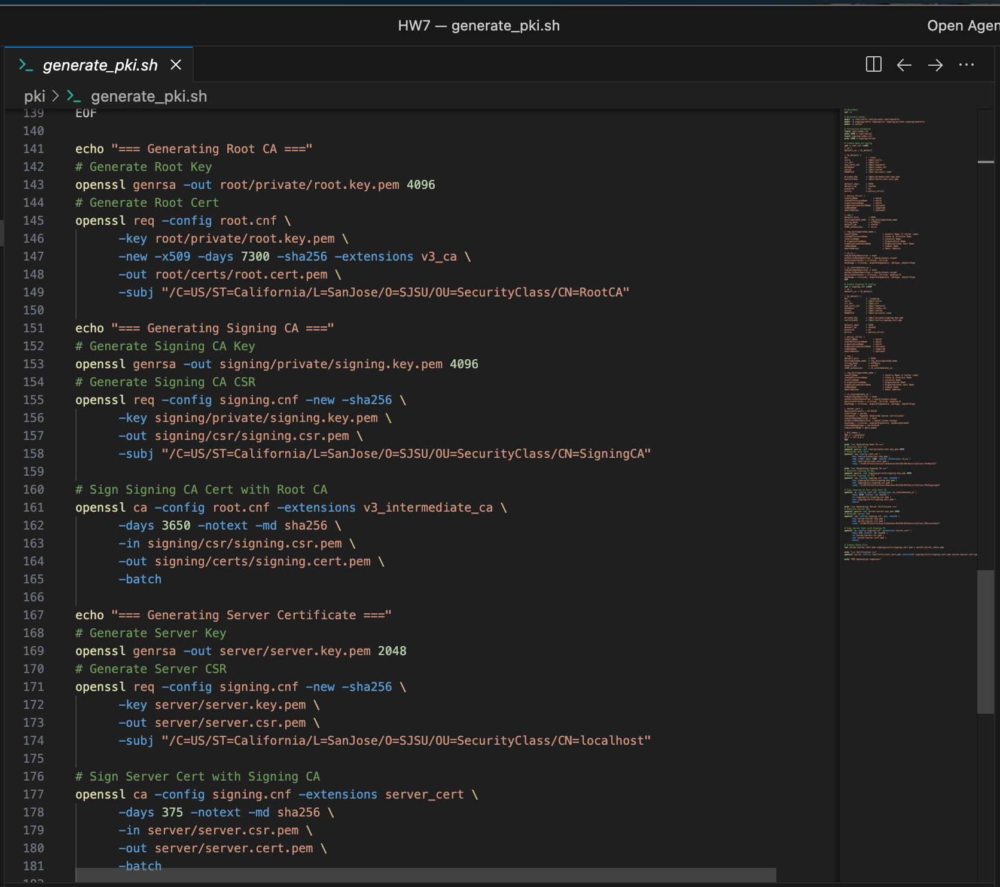 HW7 — generate_pki.sh
Open Agen
generate_pki.sh
pki > generate_pki.sh
139 EOF
140
141 echo "=== Generating Root CA ==="
142 # Generate Root Key
143 openssl genrsa -out root/private/root.key.pem 4096
144 # Generate Root Cert
145 openssl req -config root.cnf \
146 -key root/private/root.key.pem \
147 -new -x509 -days 7300 -sha256 -extensions v3_ca \
148 -out root/certs/root.cert.pem \
149 -subj "/C=US/ST=California/L=SanJose/O=SJSU/OU=SecurityClass/CN=RootCA"
150
151 echo "=== Generating Signing CA ==="
152 # Generate Signing CA Key
153 openssl genrsa -out signing/private/signing.key.pem 4096
154 # Generate Signing CA CSR
155 openssl req -config signing.cnf -new -sha256 \
156 -key signing/private/signing.key.pem \
157 -out signing/csr/signing.csr.pem \
158 -subj "/C=US/ST=California/L=SanJose/O=SJSU/OU=SecurityClass/CN=SigningCA"
159
160 # Sign Signing CA Cert with Root CA
161 openssl ca -config root.cnf -extensions v3_intermediate_ca \
162 -days 3650 -notext -md sha256 \
163 -in signing/csr/signing.csr.pem \
164 -out signing/certs/signing.cert.pem \
165 -batch
166
167 echo "=== Generating Server Certificate ==="
168 # Generate Server Key
169 openssl genrsa -out server/server.key.pem 2048
170 # Generate Server CSR
171 openssl req -config signing.cnf -new -sha256 \
172 -key server/server.key.pem \
173 -out server/server.csr.pem \
174 -subj "/C=US/ST=California/L=SanJose/O=SJSU/OU=SecurityClass/CN=localhost"
175
176 # Sign Server Cert with Signing CA
177 openssl ca -config signing.cnf -extensions server_cert \
178 -days 375 -notext -md sha256 \
179 -in server/server.csr.pem \
180 -out server/server.cert.pem \
181 -batch